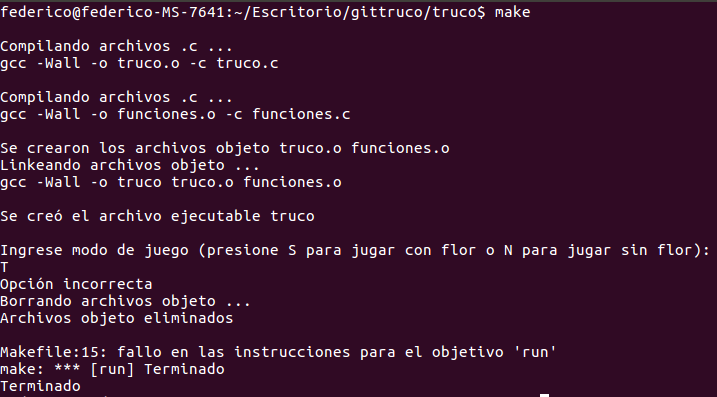 federico@federico-MS-7641:~/Escritorio/gittruco/truco$ make
Compilando archivos .c ...
gcc -Wall -o truco.o -c truco.c
Compilando archivos .c ...
gcc -Wall -o funciones.o -c funciones.c
Se crearon los archivos objeto truco.o funciones.o
Linkeando archivos objeto ...
gcc -Wall -o truco truco.o funciones.o
Se creó el archivo ejecutable truco
Ingrese modo de juego (presione S para jugar con flor o N para jugar sin flor):
T
Opción incorrecta
Borrando archivos objeto ...
Archivos objeto eliminados
Makefile:15: fallo en las instrucciones para el objetivo 'run'
make: *** [run] Terminado
Terminado